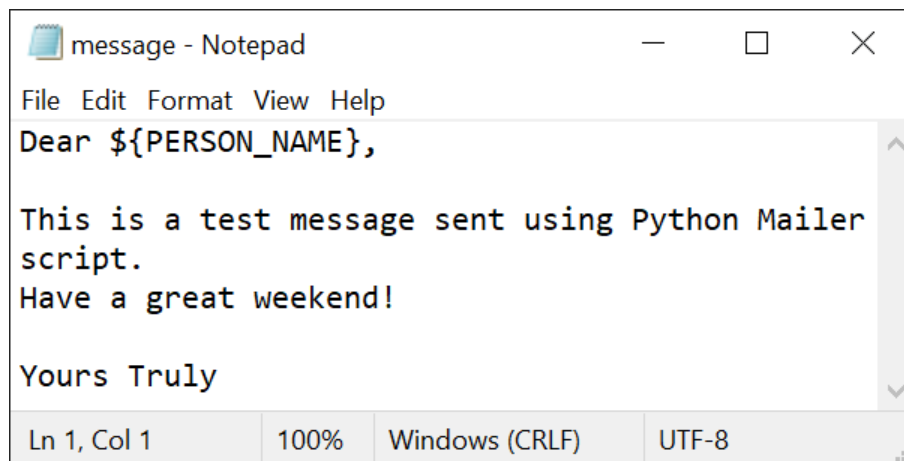 message - Notepad
File Edit Format View Help
Dear ${PERSON_NAME},
This is a test message sent using Python Mailer
script.
Have a great weekend!
Yours Truly
Ln 1, Col 1 100% Windows (CRLF) UTF-8